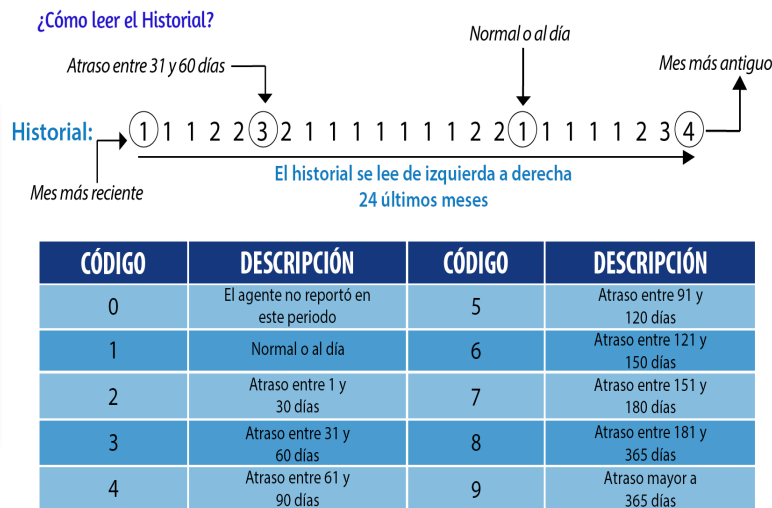 ¿Cómo leer el Historial?
Normal o al día
Atraso entre 31 y 60 días
Mes más antiguo
Historial: 1 1 1 2 2 3 2 1 1 1 1 1 1 1 2 2 1 1 1 1 1 2 3 4
El historial se lee de izquierda a derecha
Mes más reciente
24 últimos meses
CÓDIGO DESCRIPCIÓN CÓDIGO DESCRIPCIÓN
0 El agente no reportó en este periodo 5 Atraso entre 91 y 120 días
1 Normal o al día 6 Atraso entre 121 y 150 días
2 Atraso entre 1 y 30 días 7 Atraso entre 151 y 180 días
3 Atraso entre 31 y 60 días 8 Atraso entre 181 y 365 días
4 Atraso entre 61 y 90 días 9 Atraso mayor a 365 días